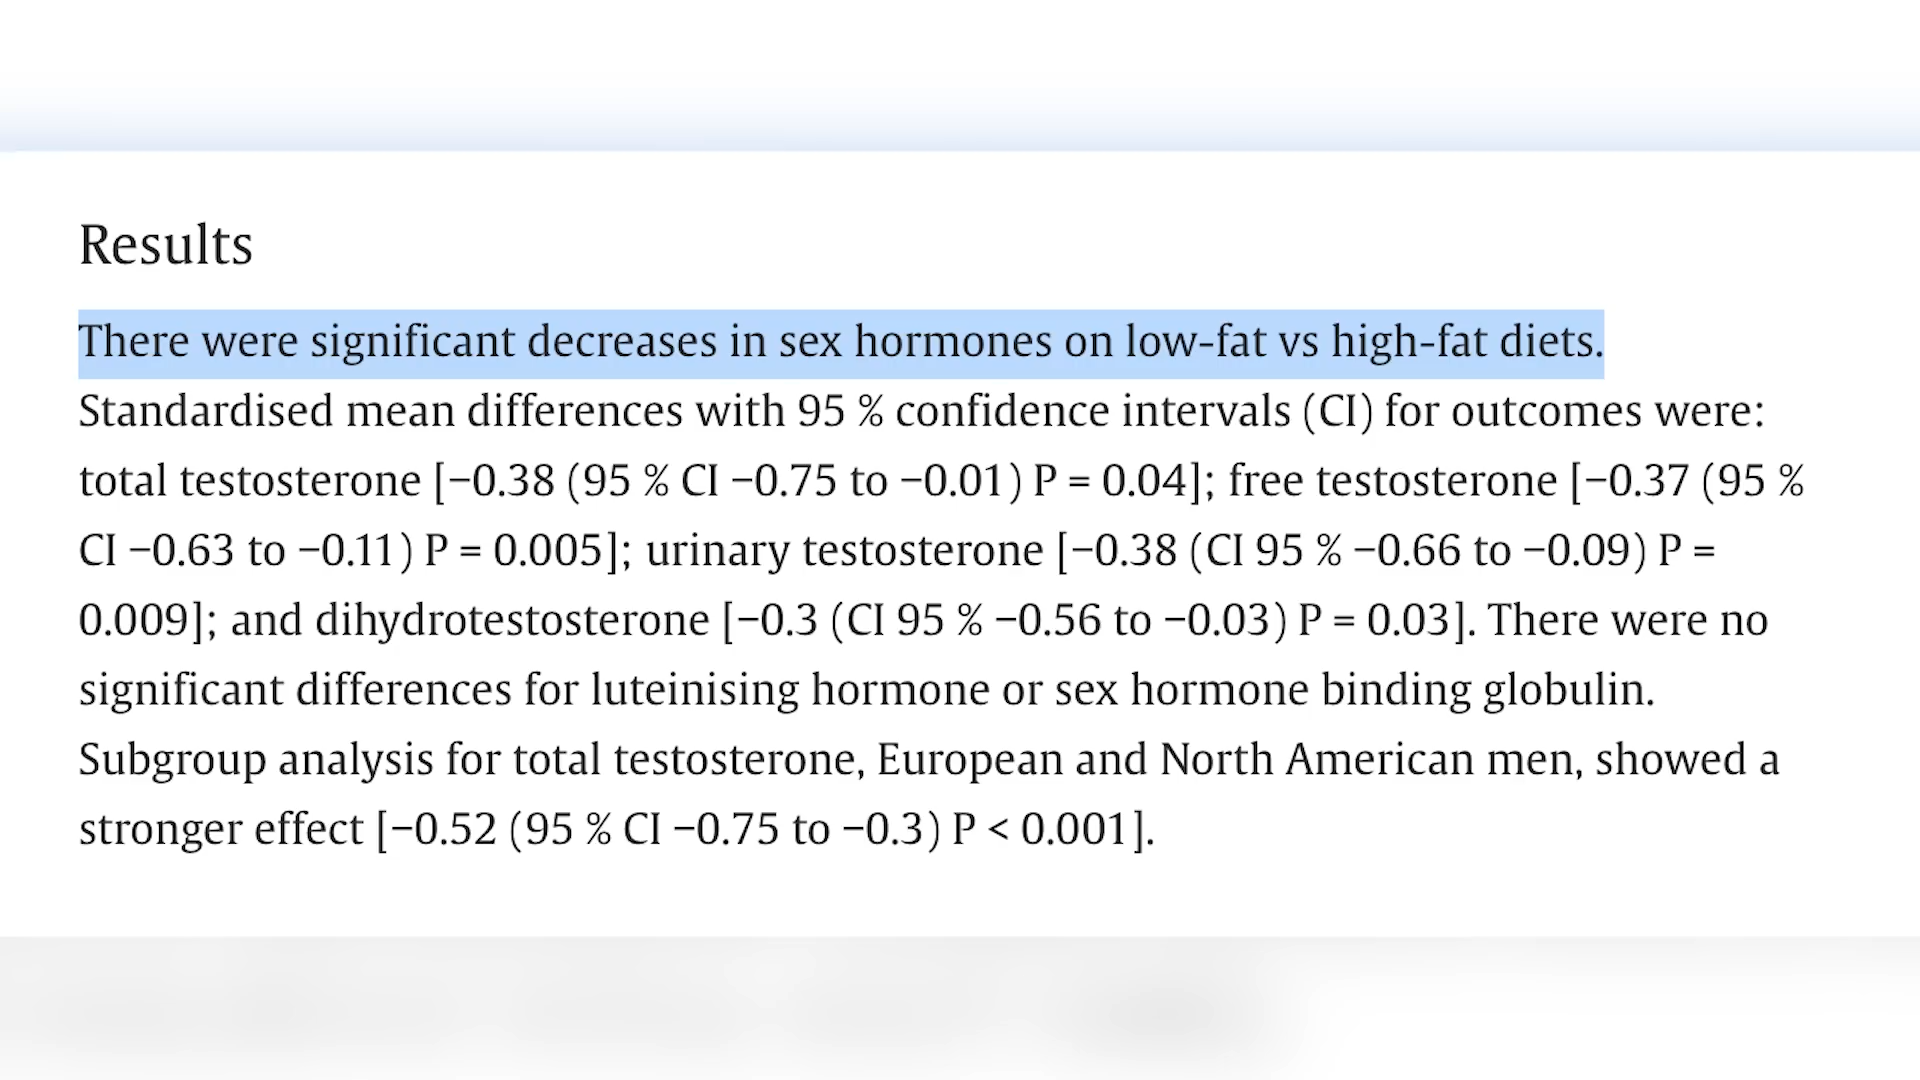 Results
There were significant decreases in sex hormones on low-fat vs high-fat diets.
Standardised mean differences with 95 % confidence intervals (CI) for outcomes were:
total testosterone [−0.38 (95 % CI −0.75 to −0.01) P = 0.04]; free testosterone [−0.37 (95 %
CI −0.63 to −0.11) P = 0.005]; urinary testosterone [−0.38 (CI 95 % −0.66 to −0.09) P =
0.009]; and dihydrotestosterone [−0.3 (CI 95 % −0.56 to −0.03) P = 0.03]. There were no
significant differences for luteinising hormone or sex hormone binding globulin.
Subgroup analysis for total testosterone, European and North American men, showed a
stronger effect [−0.52 (95 % CI −0.75 to −0.3) P < 0.001].